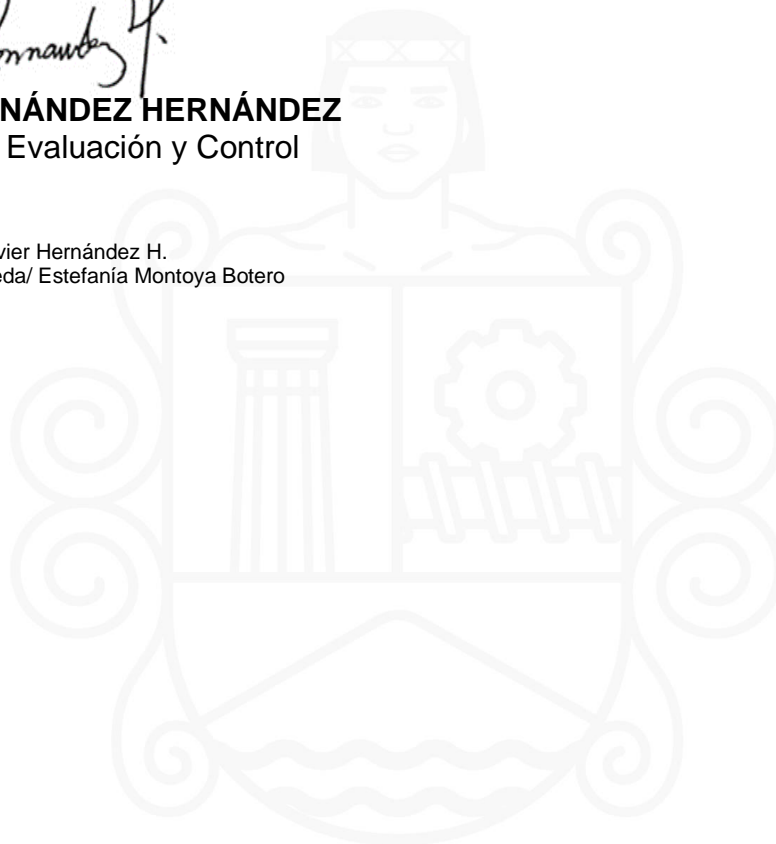 NÁNDEZ HERNÁNDEZ
Evaluación y Control
vier Hernández H.
eda/ Estefanía Montoya Botero